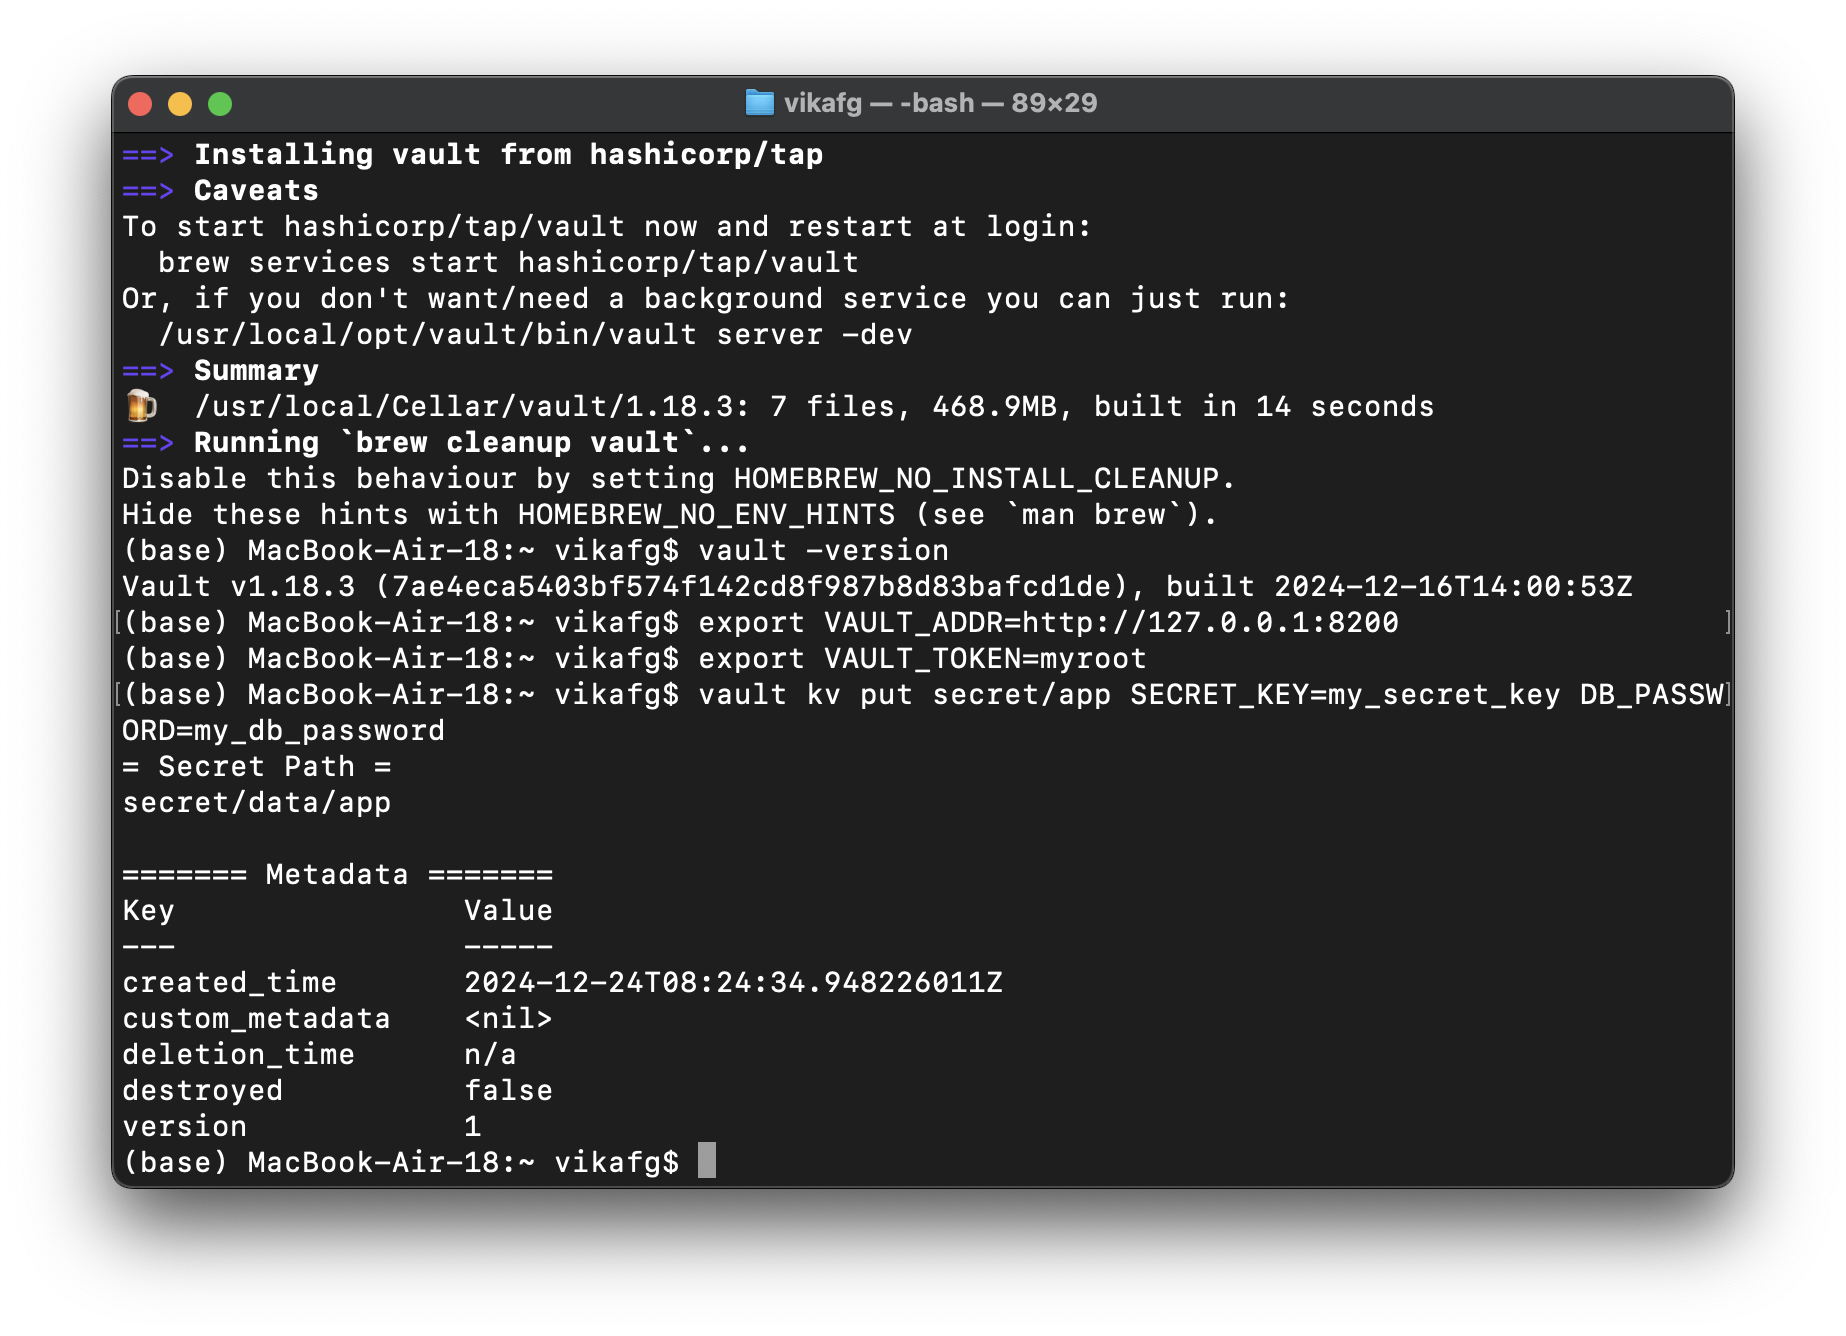 vikafg — -bash — 89×29
==> Installing vault from hashicorp/tap
==> Caveats
To start hashicorp/tap/vault now and restart at login:
  brew services start hashicorp/tap/vault
Or, if you don't want/need a background service you can just run:
  /usr/local/opt/vault/bin/vault server -dev
==> Summary
🍺  /usr/local/Cellar/vault/1.18.3: 7 files, 468.9MB, built in 14 seconds
==> Running `brew cleanup vault`...
Disable this behaviour by setting HOMEBREW_NO_INSTALL_CLEANUP.
Hide these hints with HOMEBREW_NO_ENV_HINTS (see `man brew`).
(base) MacBook-Air-18:~ vikafg$ vault -version
Vault v1.18.3 (7ae4eca5403bf574f142cd8f987b8d83bafcd1de), built 2024-12-16T14:00:53Z
[(base) MacBook-Air-18:~ vikafg$ export VAULT_ADDR=http://127.0.0.1:8200 ]
(base) MacBook-Air-18:~ vikafg$ export VAULT_TOKEN=myroot
[(base) MacBook-Air-18:~ vikafg$ vault kv put secret/app SECRET_KEY=my_secret_key DB_PASSW]
ORD=my_db_password
= Secret Path =
secret/data/app

======= Metadata =======
Key                Value
---                -----
created_time       2024-12-24T08:24:34.948226011Z
custom_metadata    <nil>
deletion_time      n/a
destroyed          false
version            1
(base) MacBook-Air-18:~ vikafg$